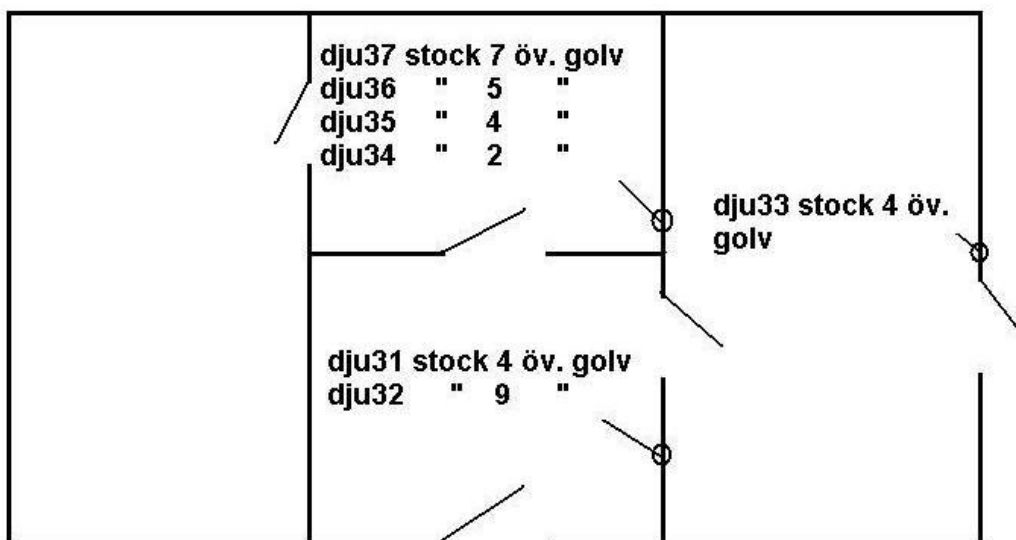 dju37 stock 7 öv. golv
dju36 " 5 "
dju35 " 4 "
dju34 " 2 "
dju33 stock 4 öv.
golv
dju31 stock 4 öv. golv
dju32 " 9 "